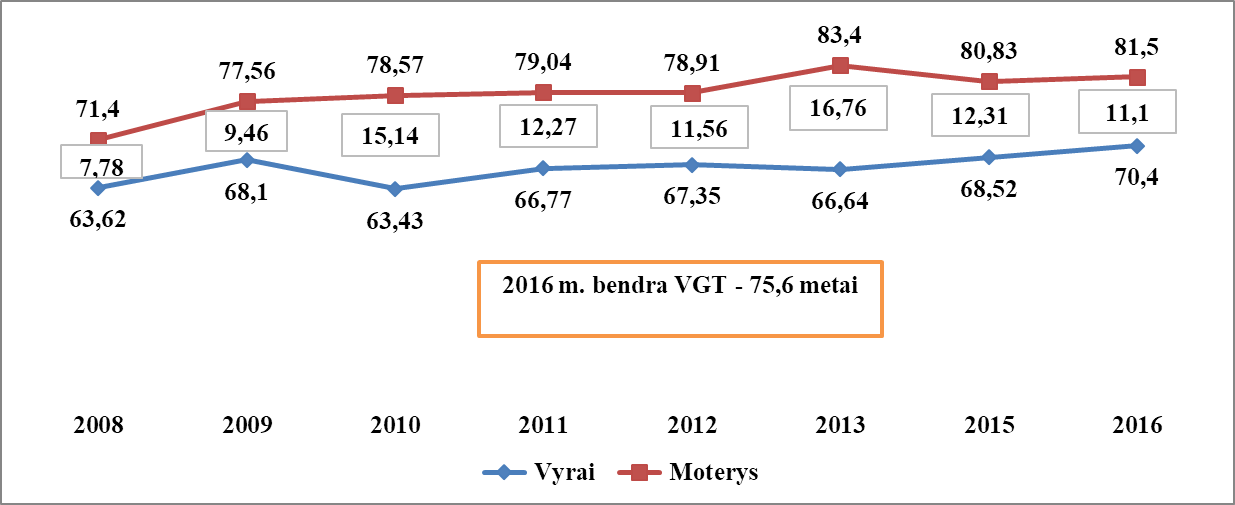 71,4 77,56 78,57 79,04 78,91 83,4 80,83 81,5
7,78 9,46 15,14 12,27 11,56 16,76 12,31 11,1
63,62 68,1 63,43 66,77 67,35 66,64 68,52 70,4
2016 m. bendra VGT - 75,6 metai
2008 2009 2010 2011 2012 2013 2015 2016
Vyrai Moterys